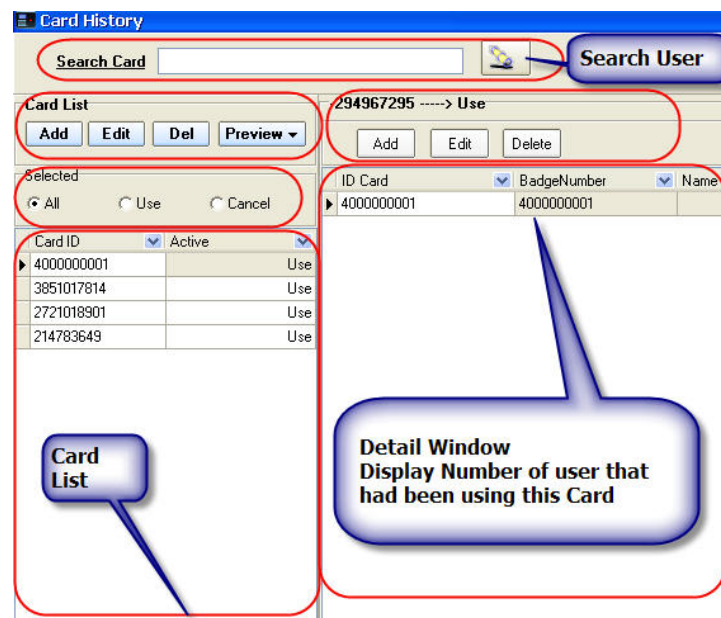 Card History
Search Card
Search User
Card List
Add Edit Del Preview
-294967295 -----> Use
Add Edit Delete
Selected
All Use Cancel
ID Card BadgeNumber Name
4000000001 4000000001
Card ID Active
4000000001 Use
3851017814 Use
2721018901 Use
214783649 Use
Card
List
Detail Window
Display Number of user that
had been using this Card